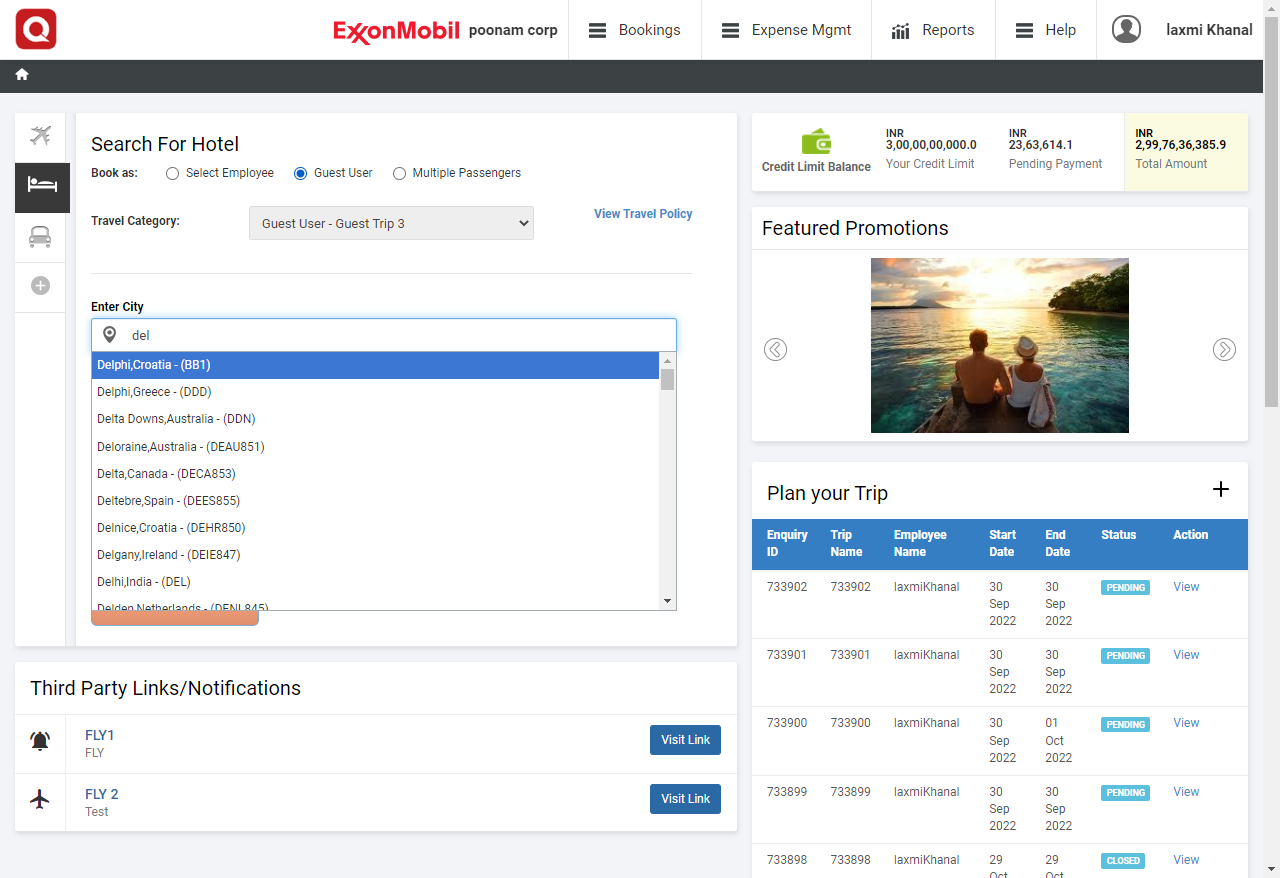 ExxonMobil poonam corp
Bookings
Expense Mgmt
Reports
Help
laxmi Khanal
Search For Hotel
Book as: Select Employee Guest User Multiple Passengers
Travel Category: Guest User - Guest Trip 3 View Travel Policy
Enter City
del
Delphi,Croatia - (BB1)
Delphi,Greece - (DDD)
Delta Downs,Australia - (DDN)
Deloraine,Australia - (DEAU851)
Delta,Canada - (DECA853)
Deltebre,Spain - (DEES855)
Delnice,Croatia - (DEHR850)
Delgany,Ireland - (DEIE847)
Delhi,India - (DEL)
Delden,Netherlands - (DENL845)
Third Party Links/Notifications
FLY1
FLY
Visit Link
FLY 2
Test
Visit Link
Credit Limit Balance
INR
3,00,00,00,000.0
Your Credit Limit
INR
23,63,614.1
Pending Payment
INR
2,99,76,36,385.9
Total Amount
Featured Promotions
Plan your Trip
Enquiry ID Trip Name Employee Name Start Date End Date Status Action
733902 733902 laxmiKhanal 30 Sep 2022 30 Sep 2022 PENDING View
733901 733901 laxmiKhanal 30 Sep 2022 30 Sep 2022 PENDING View
733900 733900 laxmiKhanal 30 Sep 2022 01 Oct 2022 PENDING View
733899 733899 laxmiKhanal 30 Sep 2022 30 Sep 2022 PENDING View
733898 733898 laxmiKhanal 29 Oct 29 Oct CLOSED View